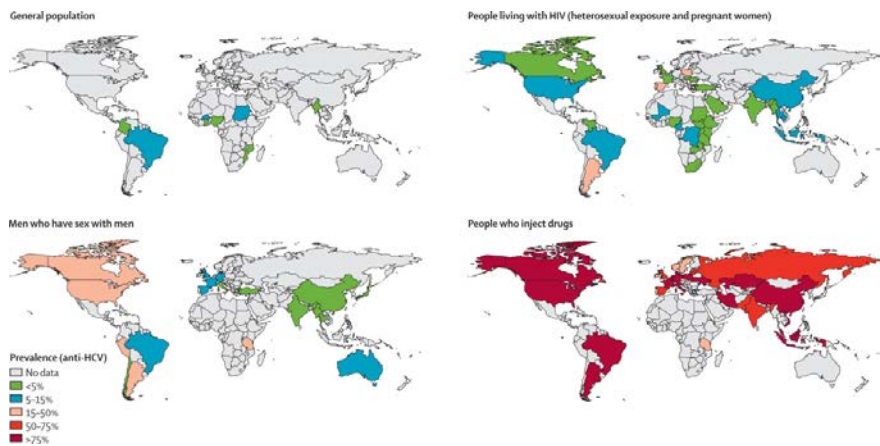 General population
People living with HIV (heterosexual exposure and pregnant women)
Men who have sex with men
People who inject drugs
Prevalence (anti-HCV)
No data
<5%
5–15%
15–50%
50–75%
>75%